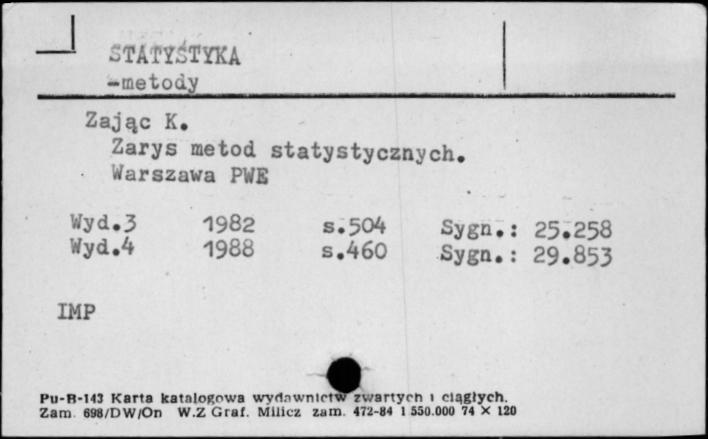 STATYSTYKA
-metody
Zając K.
Zarys metod statystycznych.
Warszawa PWE
Wyd.3 1982 s.504 Sygn.: 25.258
Wyd.4 1988 s.460 Sygn.: 29.853
IMP
Pu-B-143 Karta katalogowa wydawnictw zwartych i ciągłych.
Zam. 698/DW/On W.Z Graf. Milicz zam. 472-84 1 550.000 74 × 120